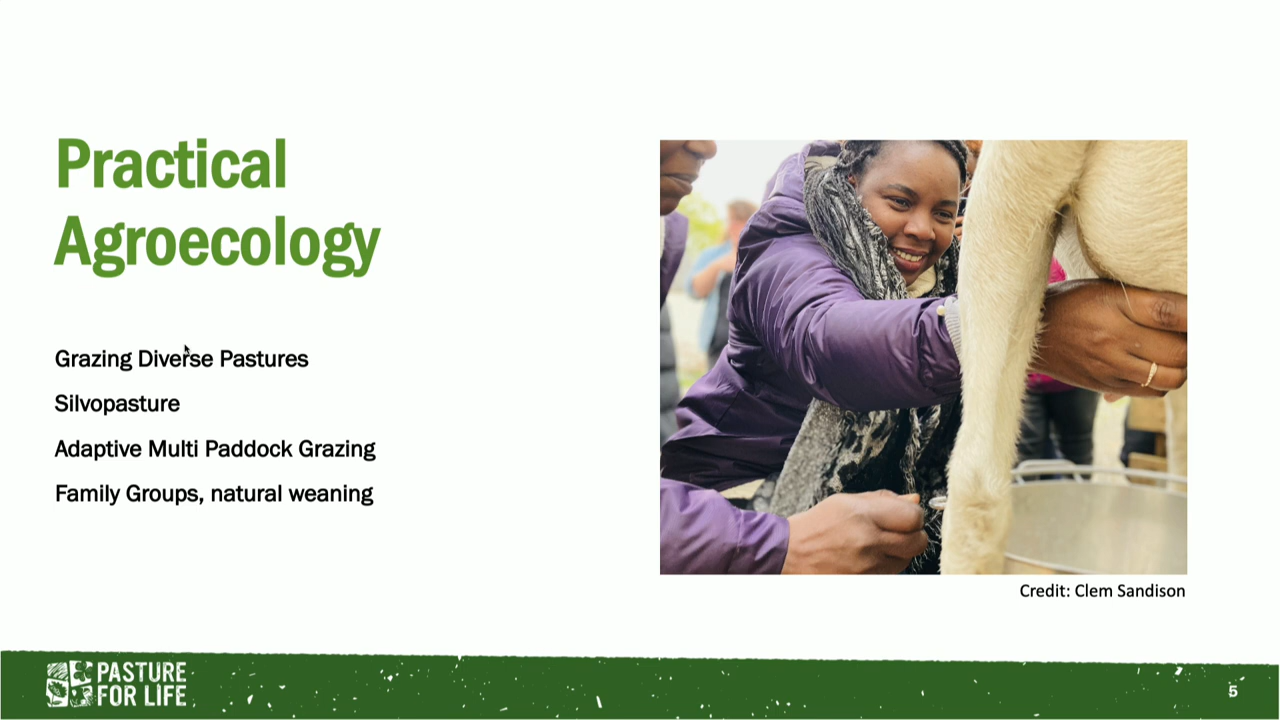 Practical
Agroecology
Grazing Diverse Pastures
Silvopasture
Adaptive Multi Paddock Grazing
Family Groups, natural weaning
Credit: Clem Sandison
PASTURE
FOR LIFE
5